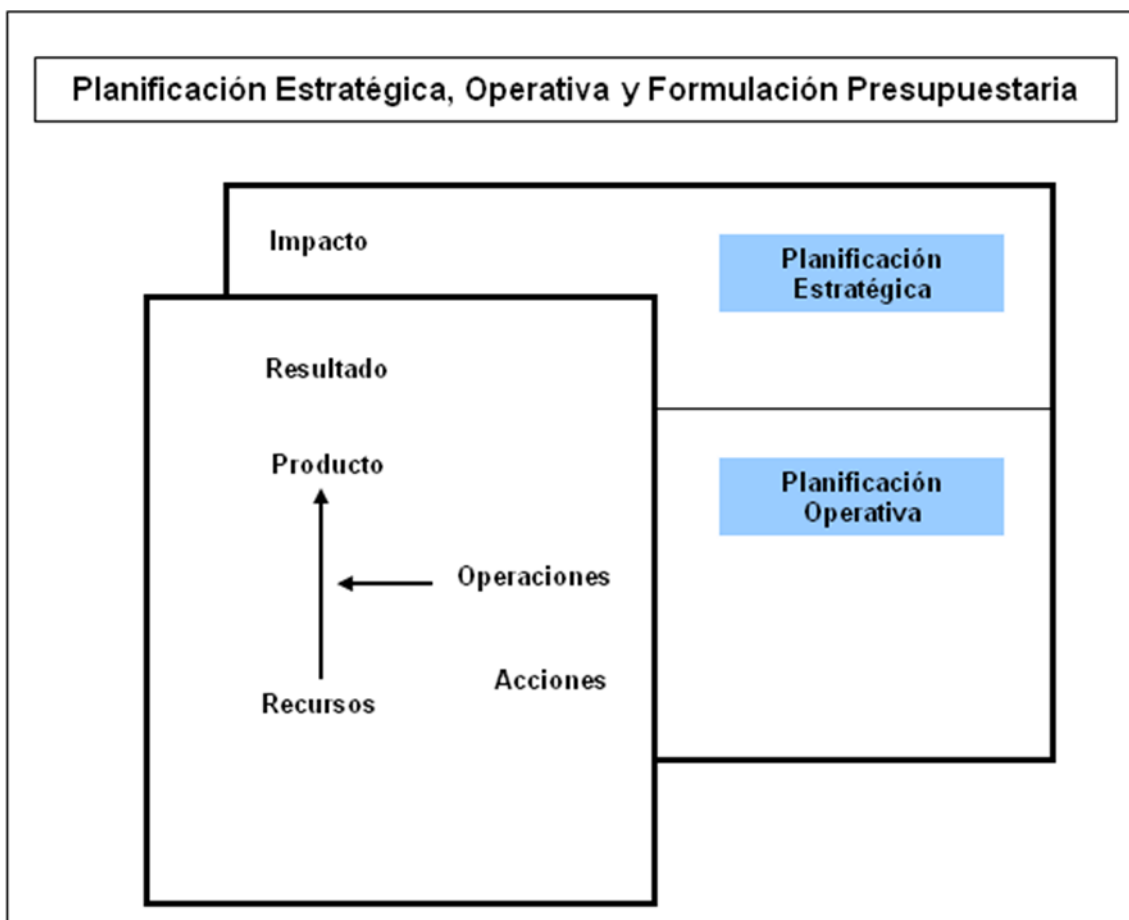 Planificación Estratégica, Operativa y Formulación Presupuestaria
Impacto
Planificación
Estratégica
Resultado
Producto
Planificación
Operativa
Operaciones
Acciones
Recursos